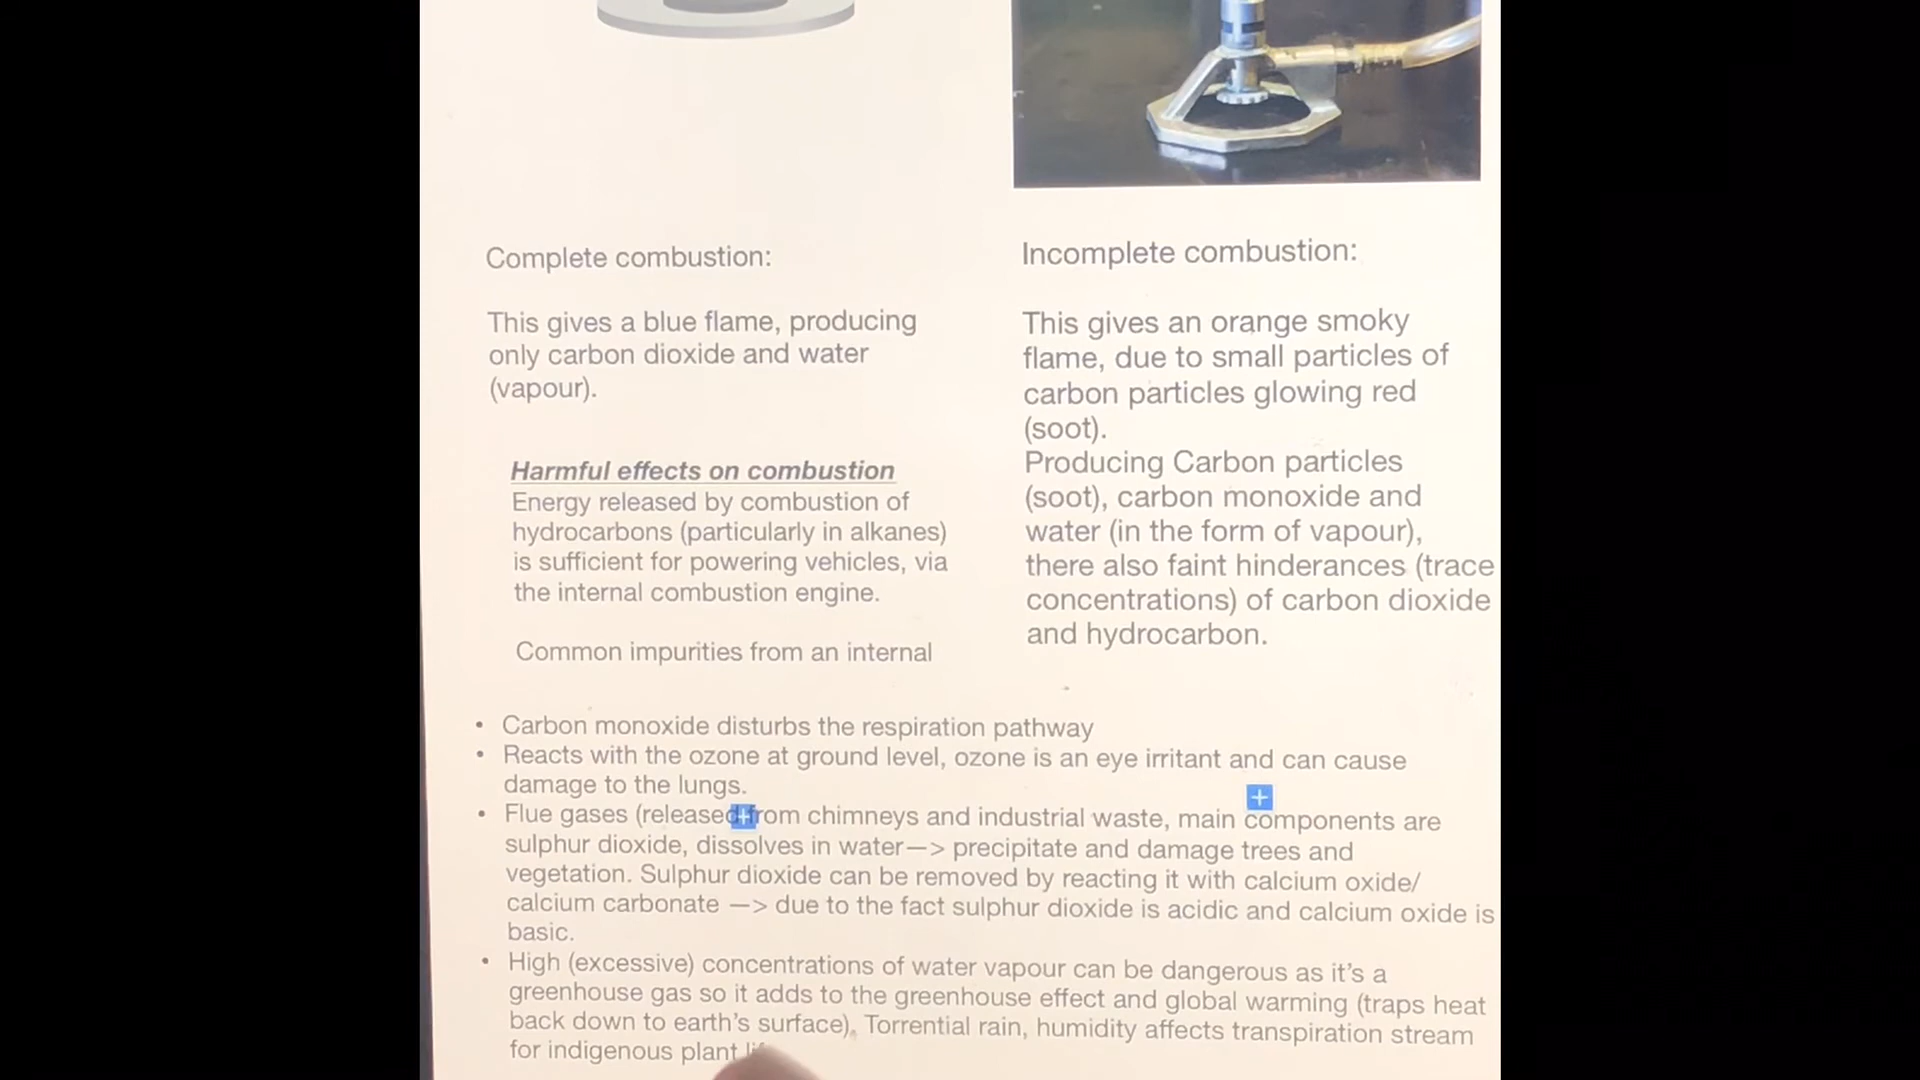 Complete combustion:
This gives a blue flame, producing
only carbon dioxide and water
(vapour).
Harmful effects on combustion
Energy released by combustion of
hydrocarbons (particularly in alkanes)
is sufficient for powering vehicles, via
the internal combustion engine.
Common impurities from an internal
Incomplete combustion:
This gives an orange smoky
flame, due to small particles of
carbon particles glowing red
(soot).
Producing Carbon particles
(soot), carbon monoxide and
water (in the form of vapour),
there also faint hinderances (trace
concentrations) of carbon dioxide
and hydrocarbon.
• Carbon monoxide disturbs the respiration pathway
• Reacts with the ozone at ground level, ozone is an eye irritant and can cause
damage to the lungs.
• Flue gases (released from chimneys and industrial waste, main components are
sulphur dioxide, dissolves in water—> precipitate and damage trees and
vegetation. Sulphur dioxide can be removed by reacting it with calcium oxide/
calcium carbonate —> due to the fact sulphur dioxide is acidic and calcium oxide is
basic.
• High (excessive) concentrations of water vapour can be dangerous as it’s a
greenhouse gas so it adds to the greenhouse effect and global warming (traps heat
back down to earth’s surface), Torrential rain, humidity affects transpiration stream
for indigenous plant